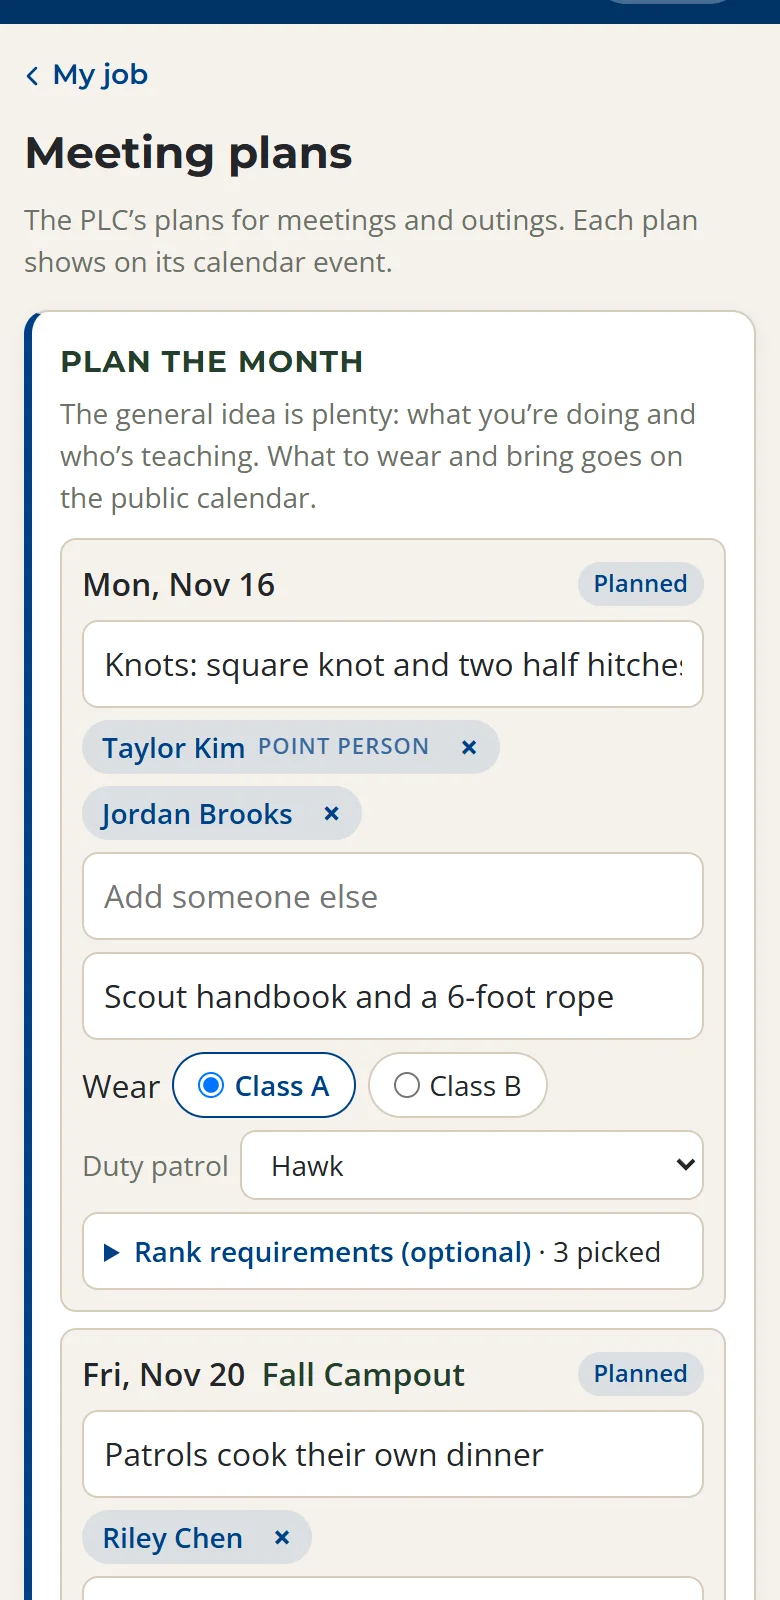 My job
Meeting plans
The PLC’s plans for meetings and outings. Each plan
shows on its calendar event.
PLAN THE MONTH
The general idea is plenty: what you’re doing and
who’s teaching. What to wear and bring goes on
the public calendar.
Mon, Nov 16 Planned
Knots: square knot and two half hitches
Taylor Kim POINT PERSON ×
Jordan Brooks ×
Add someone else
Scout handbook and a 6-foot rope
Wear Class A Class B
Duty patrol Hawk
Rank requirements (optional) · 3 picked
Fri, Nov 20 Fall Campout Planned
Patrols cook their own dinner
Riley Chen ×